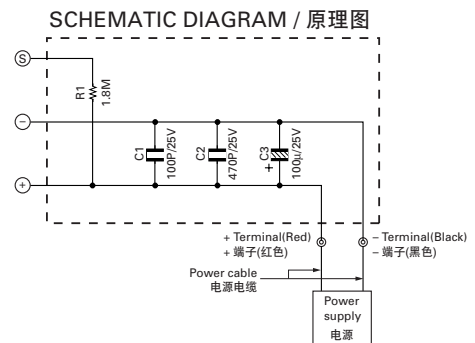 SCHEMATIC DIAGRAM / 原理图
S
R1
1.8M
−
C1
100P/25V
C2
470P/25V
C3
100μ/25V
+
+
+ Terminal(Red)
+ 端子(红色)
− Terminal(Black)
− 端子(黑色)
Power cable
电源电缆
Power
supply
电源